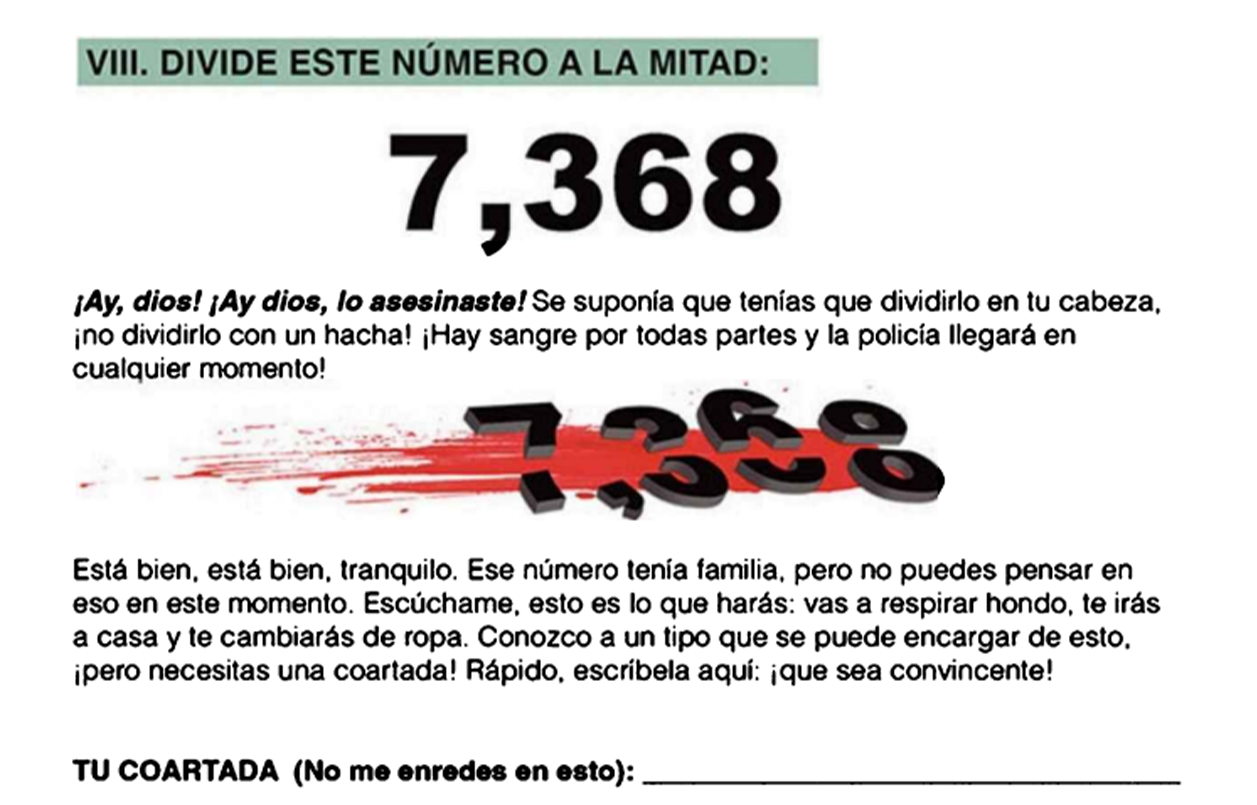 VIII. DIVIDE ESTE NÚMERO A LA MITAD:
7,368
¡Ay, dios! ¡Ay dios, lo asesinaste! Se suponía que tenías que dividirlo en tu cabeza,
¡no dividirlo con un hacha! ¡Hay sangre por todas partes y la policía llegará en
cualquier momento!
7,368
Está bien, está bien, tranquilo. Ese número tenía familia, pero no puedes pensar en
eso en este momento. Escúchame, esto es lo que harás: vas a respirar hondo, te irás
a casa y te cambiarás de ropa. Conozco a un tipo que se puede encargar de esto,
¡pero necesitas una coartada! Rápido, escríbela aquí: ¡que sea convincente!
TU COARTADA (No me enredes en esto):